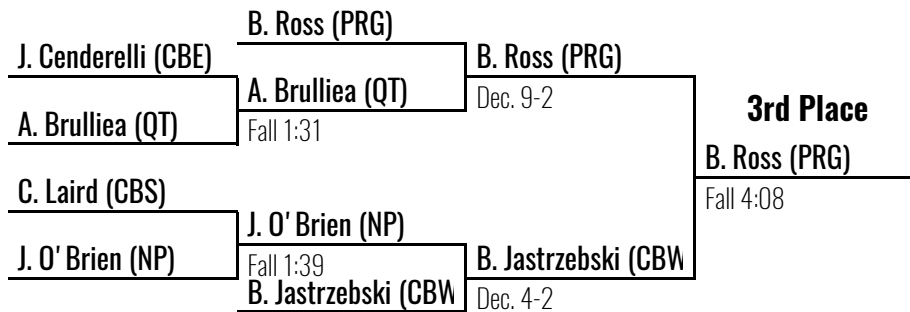 B. Ross (PRG)
J. Cenderelli (CBE)
B. Ross (PRG)
A. Brulliea (QT)
Dec. 9-2
3rd Place
A. Brulliea (QT)
Fall 1:31
B. Ross (PRG)
C. Laird (CBS)
Fall 4:08
J. O'Brien (NP)
J. O'Brien (NP)
Fall 1:39
B. Jastrzebski (CBW
B. Jastrzebski (CBW
Dec. 4-2